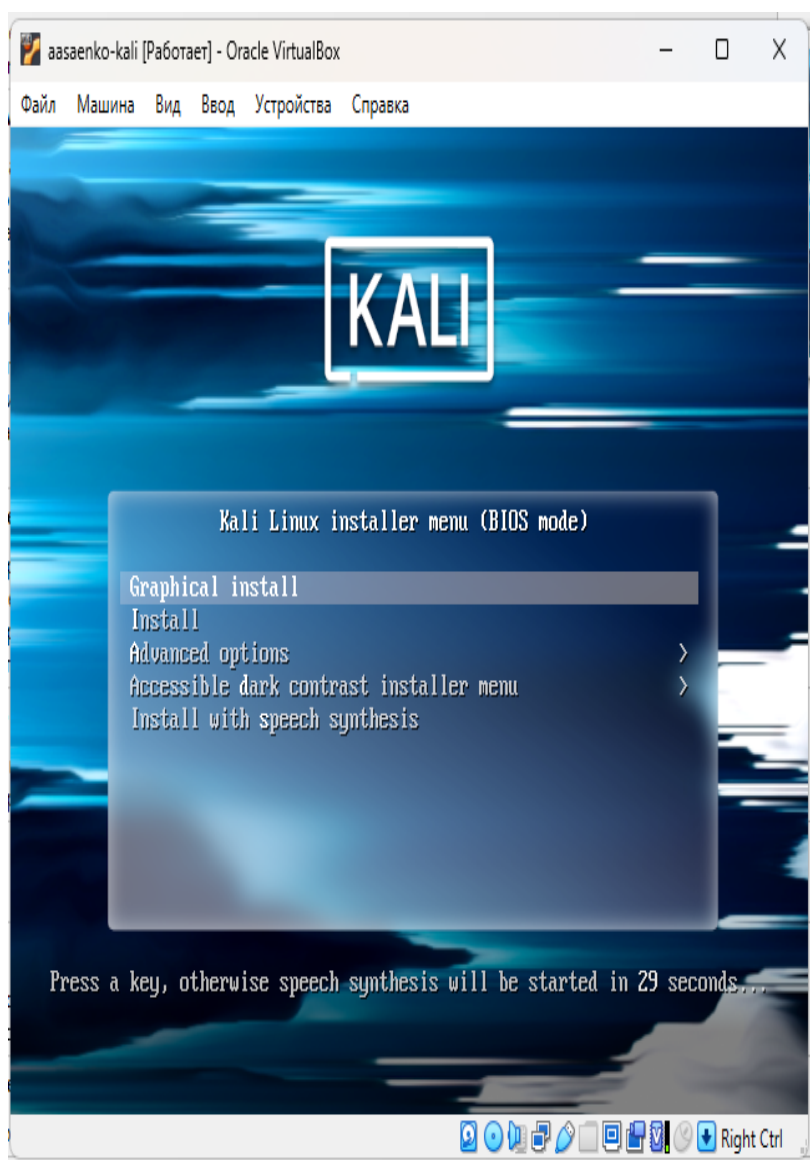 aasaenko-kali [Работает] - Oracle VirtualBox
Файл Машина Вид Ввод Устройства Справка
KALI
Kali Linux installer menu (BIOS mode)
Graphical install
Install
Advanced options >
Accessible dark contrast installer menu >
Install with speech synthesis
Press a key, otherwise speech synthesis will be started in 29 seconds...
Right Ctrl